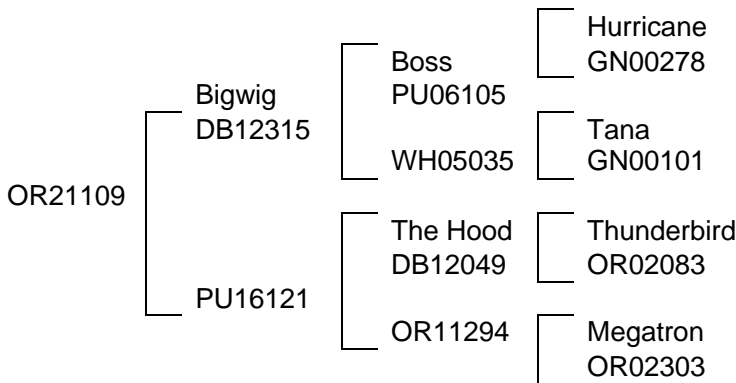 OR21109
Bigwig
DB12315
PU16121
Boss
PU06105
WH05035
The Hood
DB12049
OR11294
Hurricane
GN00278
Tana
GN00101
Thunderbird
OR02083
Megatron
OR02303